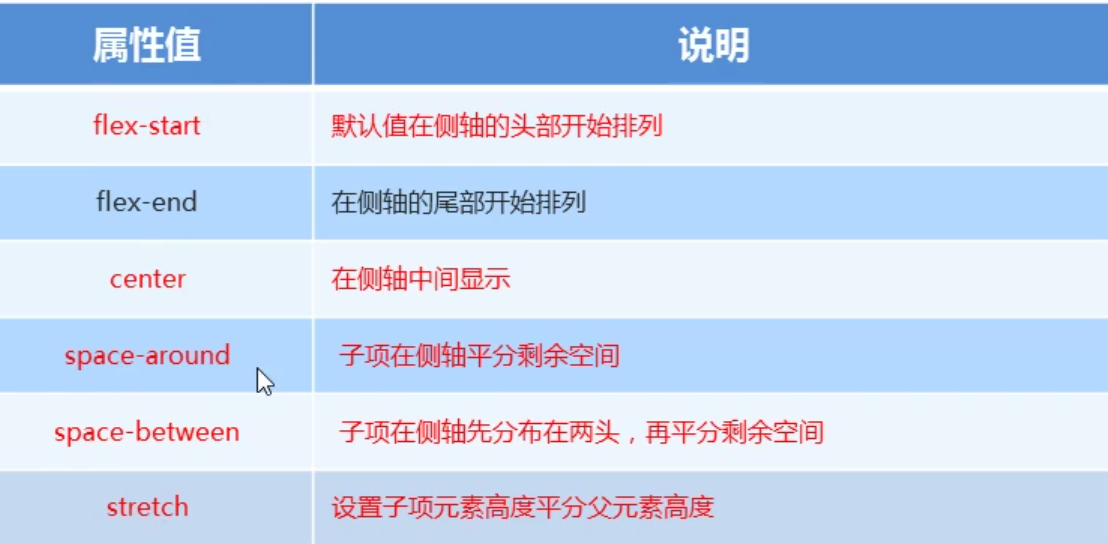 属性值 说明
flex-start 默认值在侧轴的头部开始排列
flex-end 在侧轴的尾部开始排列
center 在侧轴中间显示
space-around 子项在侧轴平分剩余空间
space-between 子项在侧轴先分布在两头，再平分剩余空间
stretch 设置子项元素高度平分父元素高度